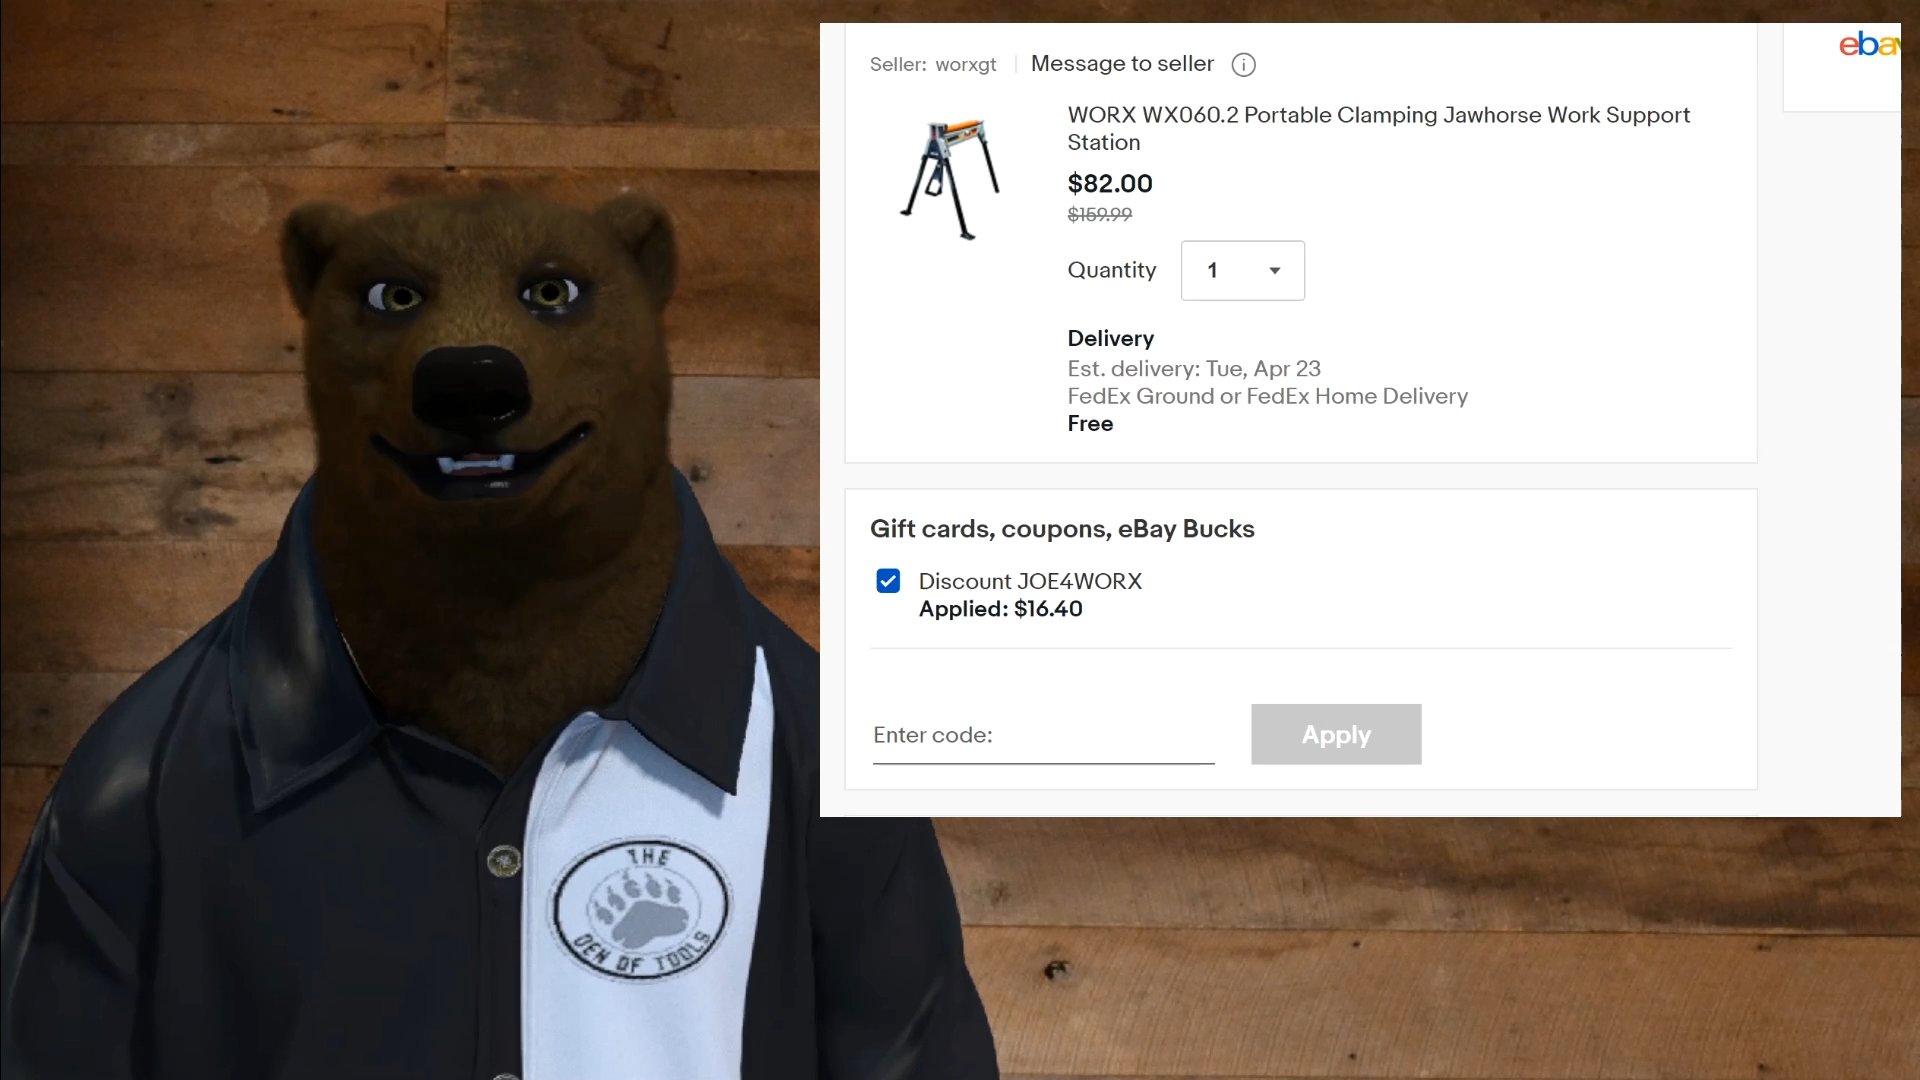 ebay
Seller: worxgt
Message to seller
WORX WX060.2 Portable Clamping Jawhorse Work Support
Station
$82.00
$159.99
Quantity
1
Delivery
Est. delivery: Tue, Apr 23
FedEx Ground or FedEx Home Delivery
Free
Gift cards, coupons, eBay Bucks
Discount JOE4WORX
Applied: $16.40
Enter code:
Apply
THE
DEN OF TOOLS